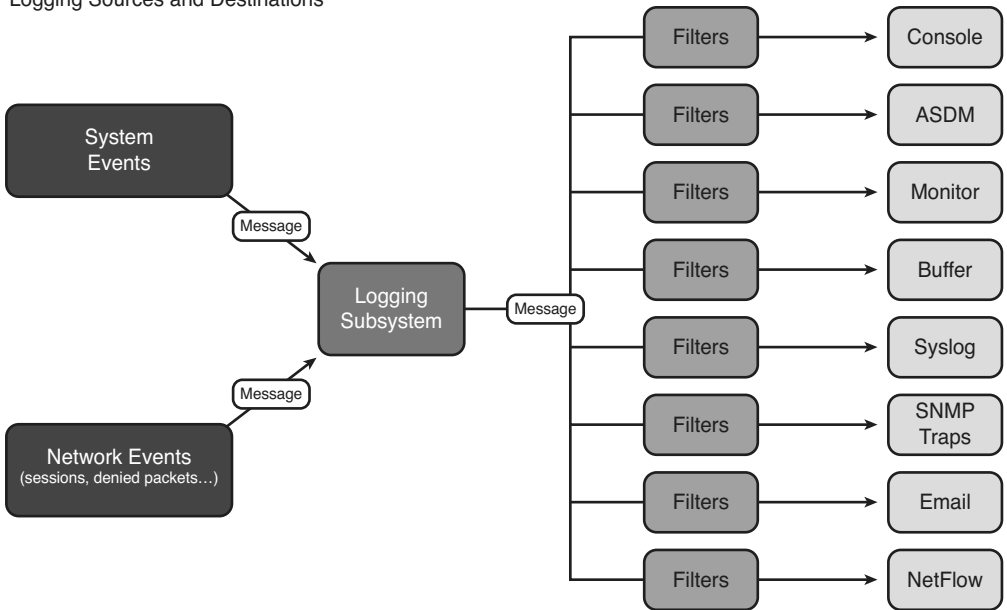 Logging Sources and Destinations
System
Events
Message
Network Events
(sessions, denied packets…)
Message
Logging
Subsystem
Message
Filters
Console
Filters
ASDM
Filters
Monitor
Filters
Buffer
Filters
Syslog
Filters
SNMP
Traps
Filters
Email
Filters
NetFlow